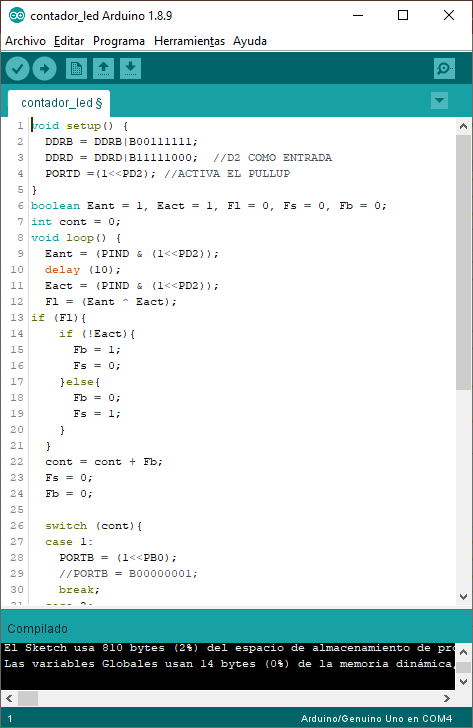 contador_led Arduino 1.8.9
Archivo Editar Programa Herramientas Ayuda
contador_led §
1 void setup() {
2 DDRB = DDRB|B00111111;
3 DDRD = DDRD|B11111000; //D2 COMO ENTRADA
4 PORTD =(1<<PD2); //ACTIVA EL PULLUP
5 }
6 boolean Eant = 1, Eact = 1, Fl = 0, Fs = 0, Fb = 0;
7 int cont = 0;
8 void loop() {
9 Eant = (PIND & (1<<PD2));
10 delay (10);
11 Eact = (PIND & (1<<PD2));
12 Fl = (Eant ^ Eact);
13 if (Fl){
14 if (!Eact){
15 Fb = 1;
16 Fs = 0;
17 }else{
18 Fb = 0;
19 Fs = 1;
20 }
21 }
22 cont = cont + Fb;
23 Fs = 0;
24 Fb = 0;
25
26 switch (cont){
27 case 1:
28 PORTB = (1<<PB0);
29 //PORTB = B00000001;
30 break;
31 case 2:
Compilado
El Sketch usa 810 bytes (2%) del espacio de almacenamiento de pro
Las variables Globales usan 14 bytes (0%) de la memoria dinámica,
1 Arduino/Genuino Uno en COM4